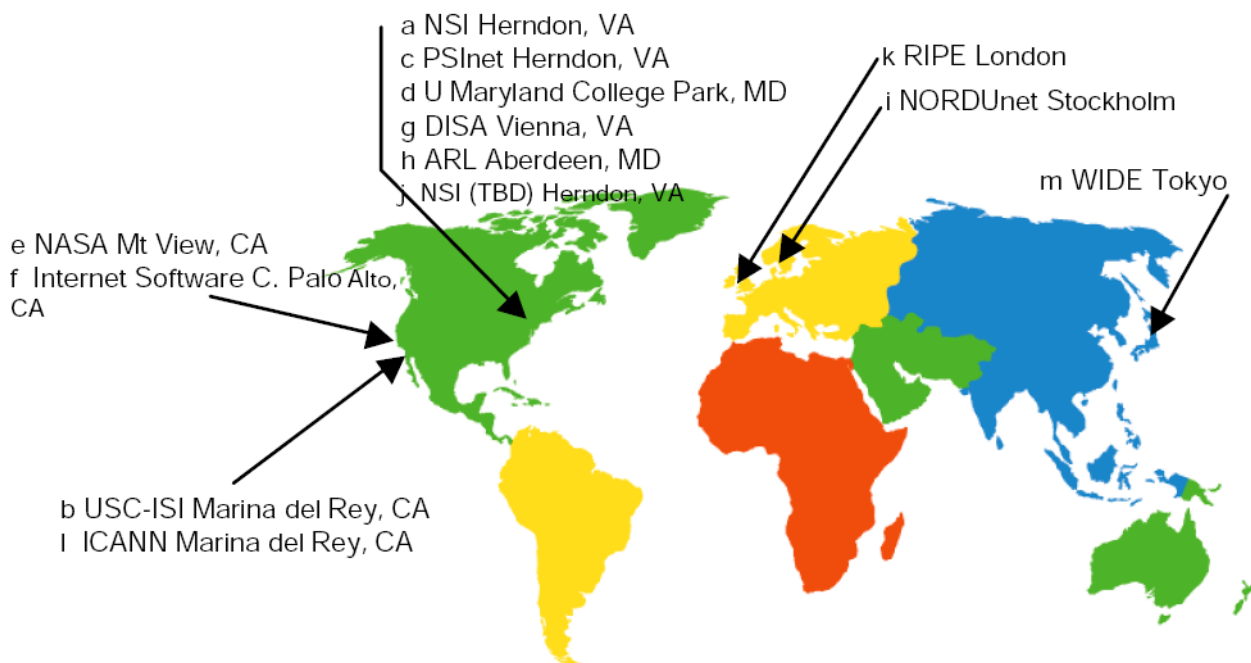 a NSI Herndon, VA
c PSInet Herndon, VA
d U Maryland College Park, MD
g DISA Vienna, VA
h ARL Aberdeen, MD
j NSI (TBD) Herndon, VA
k RIPE London
i NORDUnet Stockholm
m WIDE Tokyo
e NASA Mt View, CA
f Internet Software C. Palo Alto,
CA
b USC-ISI Marina del Rey, CA
l ICANN Marina del Rey, CA